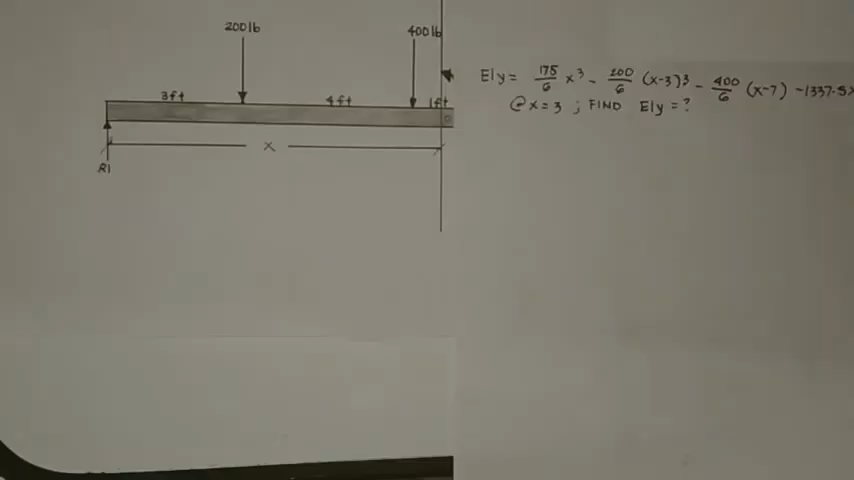 200lb
400lb
3ft
4ft
1ft
X
R1
EIy = 175/6 x³ - 200/6 (x-3)³ - 400/6 (x-7) - 1337.5x
@ x = 3 ; FIND EIy = ?